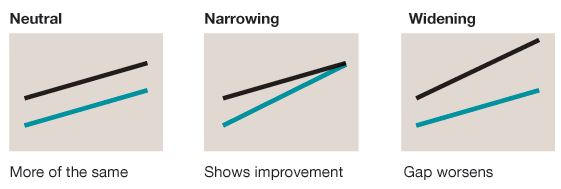 Neutral
Narrowing
Widening
More of the same
Shows improvement
Gap worsens